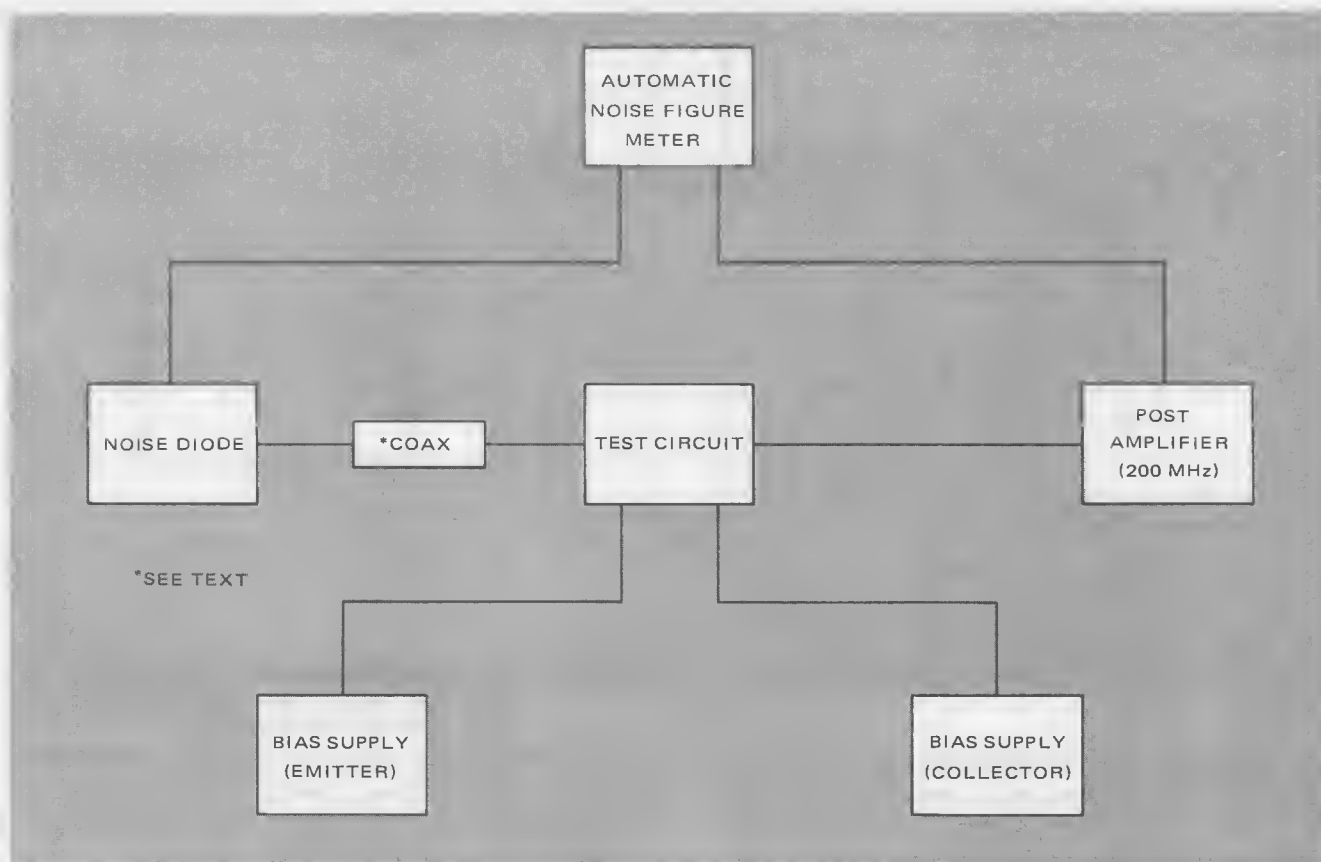 AUTOMATIC
NOISE FIGURE
METER
NOISE DIODE
*COAX
TEST CIRCUIT
POST
AMPLIFIER
(200 MHz)
*SEE TEXT
BIAS SUPPLY
(EMITTER)
BIAS SUPPLY
(COLLECTOR)